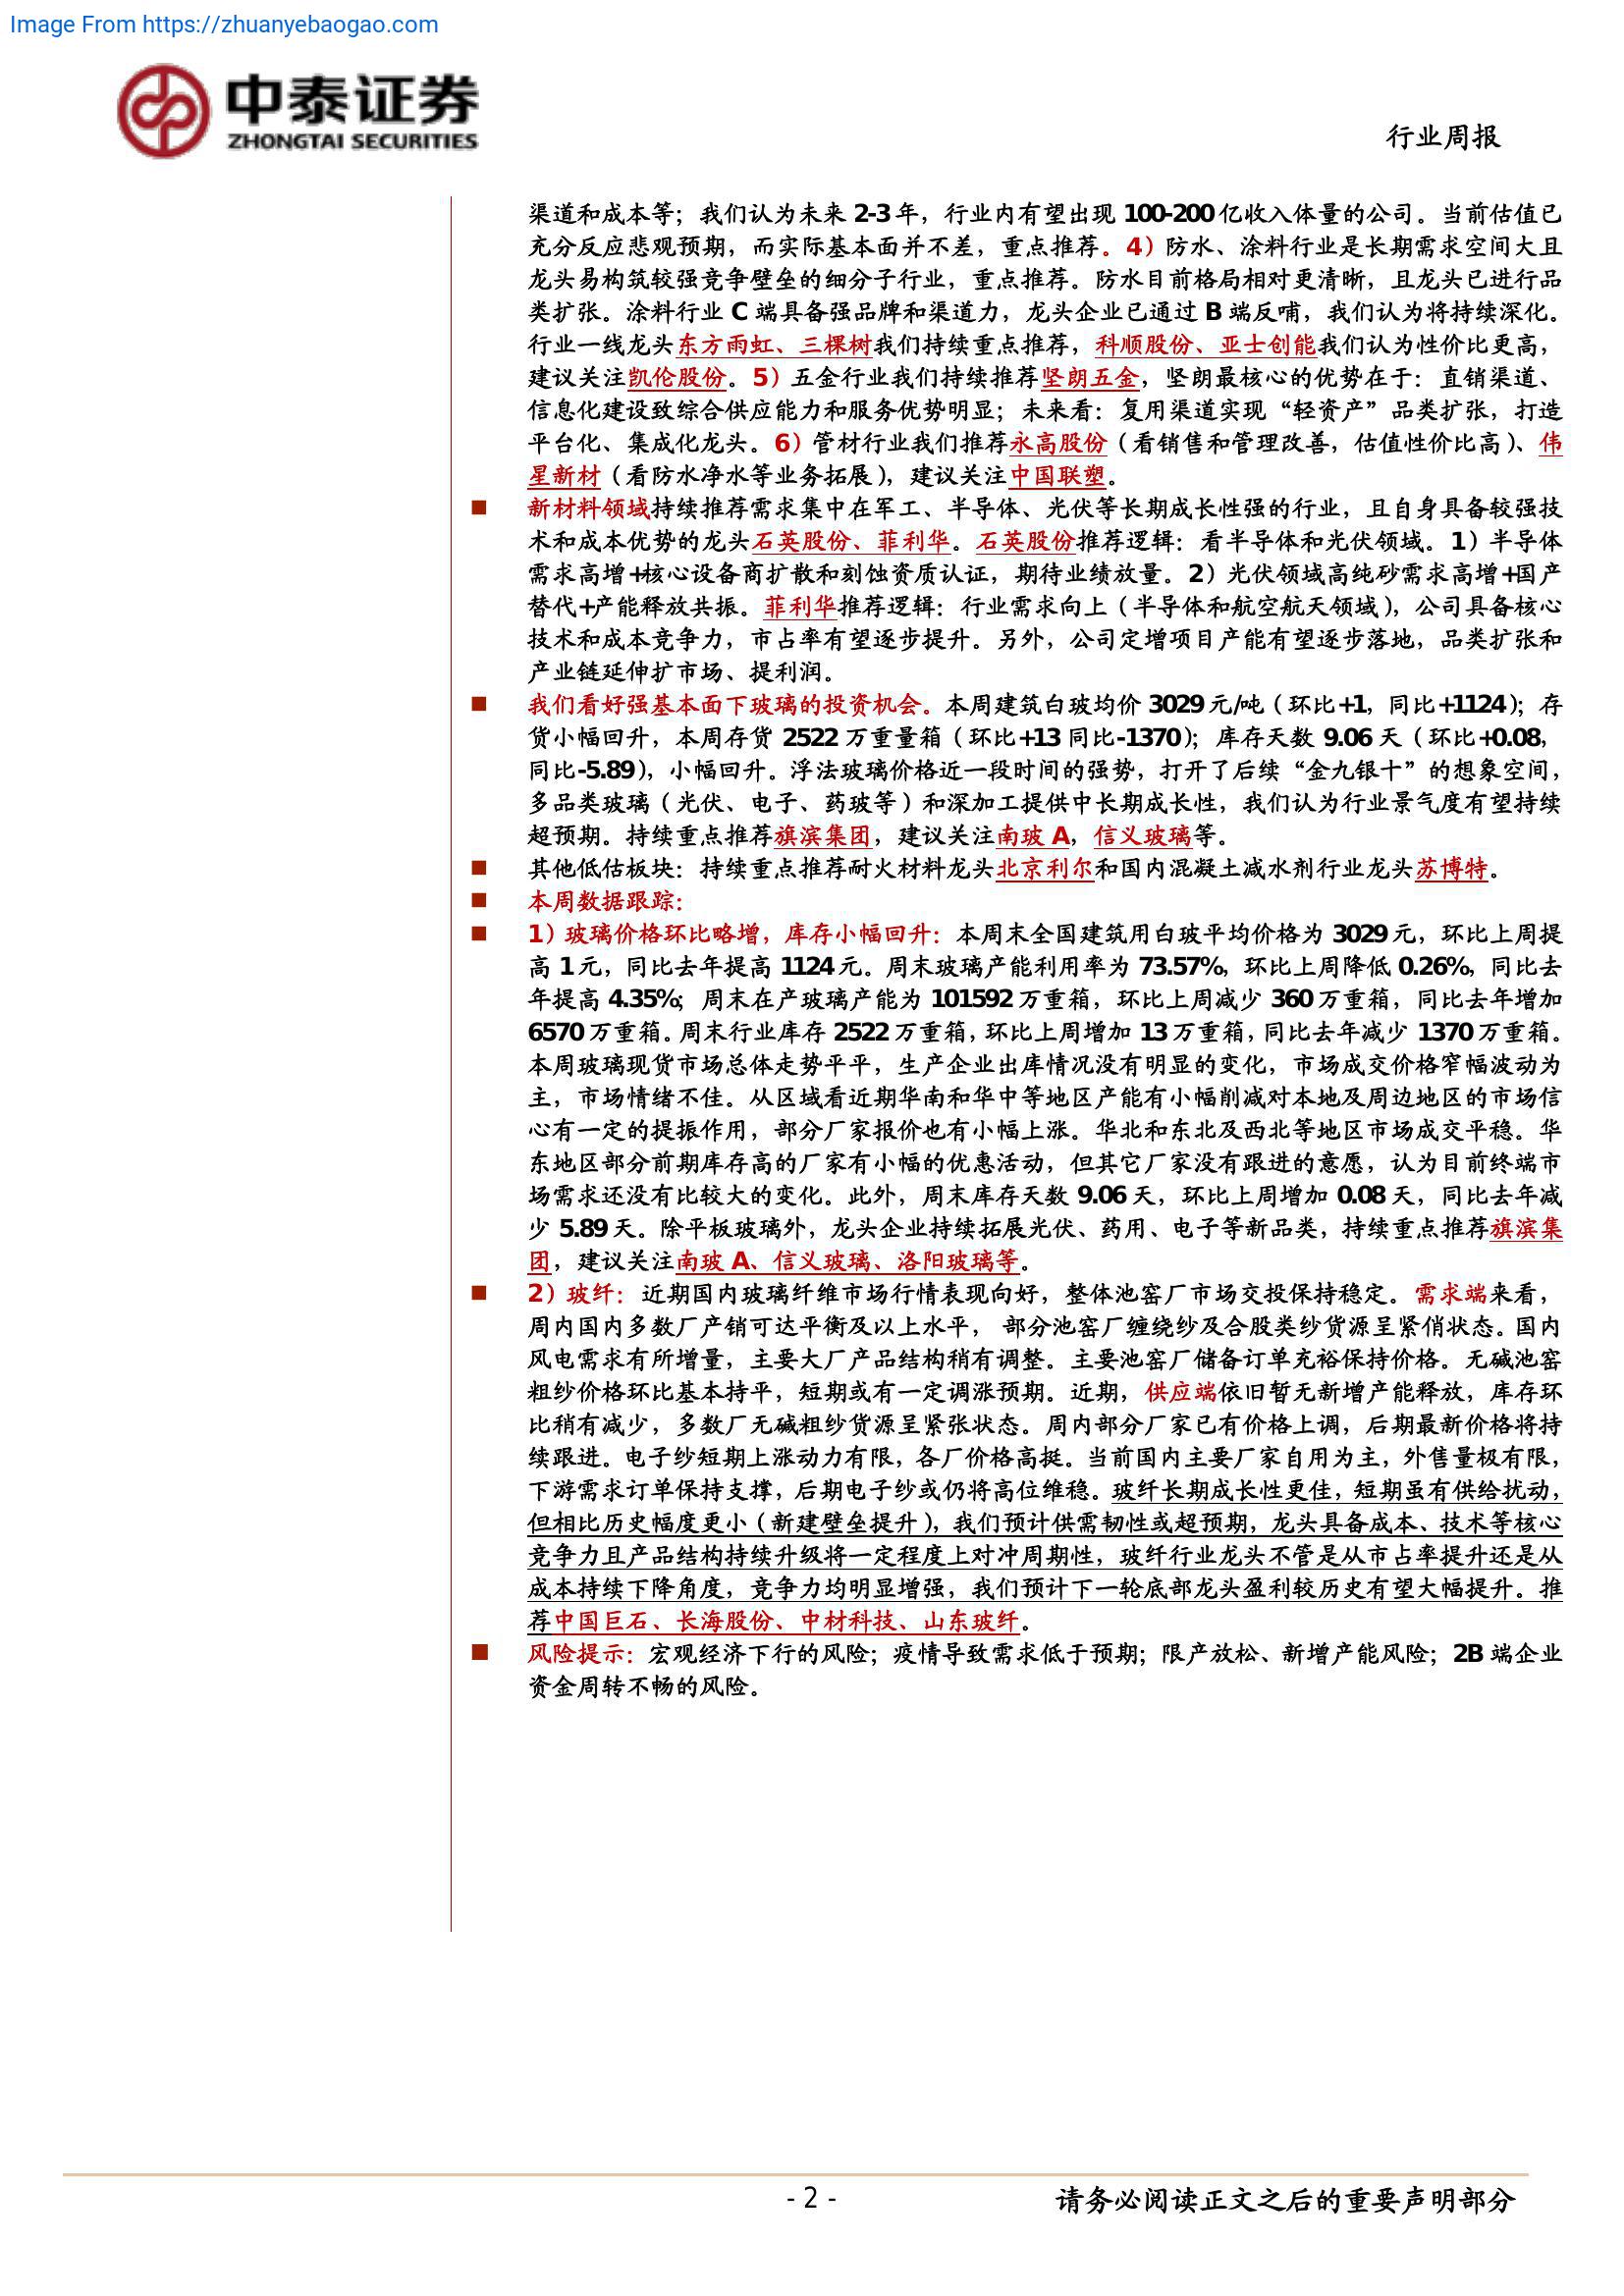 Image From https://zhuanyebaogao.com
中泰证券
ZHONGTAI SECURITIES
行业周报
渠道和成本等；我们认为未来 2-3 年，行业内有望出现 100-200 亿收入体量的公司。当前估值已
充分反应悲观预期，而实际基本面并不差，重点推荐。4）防水、涂料行业是长期需求空间大且
龙头易构筑较强竞争壁垒的细分子行业，重点推荐。防水目前格局相对更清晰，且龙头已进行品
类扩张。涂料行业 C 端具备强品牌和渠道力，龙头企业已通过 B 端反哺，我们认为将持续深化。
行业一线龙头东方雨虹、三棵树我们持续重点推荐，科顺股份、亚士创能我们认为性价比更高，
建议关注凯伦股份。5）五金行业我们持续推荐坚朗五金，坚朗最核心的优势在于：直销渠道、
信息化建设致综合供应能力和服务优势明显；未来看：复用渠道实现“轻资产”品类扩张，打造
平台化、集成化龙头。6）管材行业我们推荐永高股份（看销售和管理改善，估值性价比高）、伟
星新材（看防水净水等业务拓展），建议关注中国联塑。
■ 新材料领域持续推荐需求集中在军工、半导体、光伏等长期成长性强的行业，且自身具备较强技
术和成本优势的龙头石英股份、菲利华。石英股份推荐逻辑：看半导体和光伏领域。1）半导体
需求高增+核心设备商扩散和刻蚀资质认证，期待业绩放量。2）光伏领域高纯砂需求高增+国产
替代+产能释放共振。菲利华推荐逻辑：行业需求向上（半导体和航空航天领域），公司具备核心
技术和成本竞争力，市占率有望逐步提升。另外，公司定增项目产能有望逐步落地，品类扩张和
产业链延伸扩市场、提利润。
■ 我们看好强基本面下玻璃的投资机会。本周建筑白玻均价 3029 元/吨（环比+1，同比+1124）；存
货小幅回升，本周存货 2522 万重量箱（环比+13 同比-1370）；库存天数 9.06 天（环比+0.08，
同比-5.89），小幅回升。浮法玻璃价格近一段时间的强势，打开了后续“金九银十”的想象空间，
多品类玻璃（光伏、电子、药玻等）和深加工提供中长期成长性，我们认为行业景气度有望持续
超预期。持续重点推荐旗滨集团，建议关注南玻 A，信义玻璃等。
■ 其他低估板块：持续重点推荐耐火材料龙头北京利尔和国内混凝土减水剂行业龙头苏博特。
■ 本周数据跟踪：
■ 1）玻璃价格环比略增，库存小幅回升：本周末全国建筑用白玻平均价格为 3029 元，环比上周提
高 1 元，同比去年提高 1124 元。周末玻璃产能利用率为 73.57%，环比上周降低 0.26%，同比去
年提高 4.35%；周末在产玻璃产能为 101592 万重箱，环比上周减少 360 万重箱，同比去年增加
6570 万重箱。周末行业库存 2522 万重箱，环比上周增加 13 万重箱，同比去年减少 1370 万重箱。
本周玻璃现货市场总体走势平平，生产企业出库情况没有明显的变化，市场成交价格窄幅波动为
主，市场情绪不佳。从区域看近期华南和华中等地区产能有小幅削减对本地及周边地区的市场信
心有一定的提振作用，部分厂家报价也有小幅上涨。华北和东北及西北等地区市场成交平稳。华
东地区部分前期库存高的厂家有小幅的优惠活动，但其它厂家没有跟进的意愿，认为目前终端市
场需求还没有比较大的变化。此外，周末库存天数 9.06 天，环比上周增加 0.08 天，同比去年减
少 5.89 天。除平板玻璃外，龙头企业持续拓展光伏、药用、电子等新品类，持续重点推荐旗滨集
团，建议关注南玻 A、信义玻璃、洛阳玻璃等。
■ 2）玻纤：近期国内玻璃纤维市场行情表现向好，整体池窑厂市场交投保持稳定。需求端来看，
周内国内多数厂产销可达平衡及以上水平， 部分池窑厂缠绕纱及合股类纱货源呈紧俏状态。国内
风电需求有所增量，主要大厂产品结构稍有调整。主要池窑厂储备订单充裕保持价格。无碱池窑
粗纱价格环比基本持平，短期或有一定调涨预期。近期，供应端依旧暂无新增产能释放，库存环
比稍有减少，多数厂无碱粗纱货源呈紧张状态。周内部分厂家已有价格上调，后期最新价格将持
续跟进。电子纱短期上涨动力有限，各厂价格高挺。当前国内主要厂家自用为主，外售量极有限，
下游需求订单保持支撑，后期电子纱或仍将高位维稳。玻纤长期成长性更佳，短期虽有供给扰动，
但相比历史幅度更小（新建壁垒提升），我们预计供需韧性或超预期，龙头具备成本、技术等核心
竞争力且产品结构持续升级将一定程度上对冲周期性，玻纤行业龙头不管是从市占率提升还是从
成本持续下降角度，竞争力均明显增强，我们预计下一轮底部龙头盈利较历史有望大幅提升。推
荐中国巨石、长海股份、中材科技、山东玻纤。
■ 风险提示：宏观经济下行的风险；疫情导致需求低于预期；限产放松、新增产能风险；2B 端企业
资金周转不畅的风险。
- 2 -
请务必阅读正文之后的重要声明部分